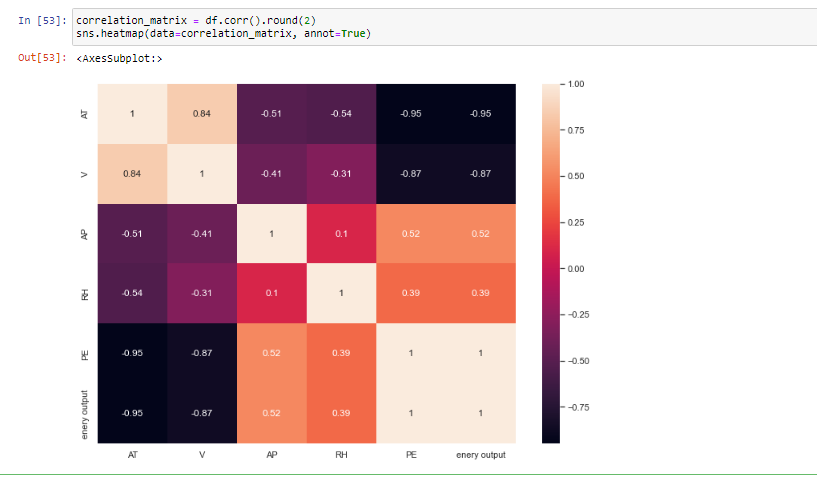 In [53]: correlation_matrix = df.corr().round(2)
sns.heatmap(data=correlation_matrix, annot=True)
Out[53]: <AxesSubplot:>
AT 1 0.84 -0.51 -0.54 -0.95 -0.95
V 0.84 1 -0.41 -0.31 -0.87 -0.87
AP -0.51 -0.41 1 0.1 0.52 0.52
RH -0.54 -0.31 0.1 1 0.39 0.39
PE -0.95 -0.87 0.52 0.39 1 1
enery output -0.95 -0.87 0.52 0.39 1 1
AT V AP RH PE enery output
1.00
0.75
0.50
0.25
0.00
-0.25
-0.50
-0.75